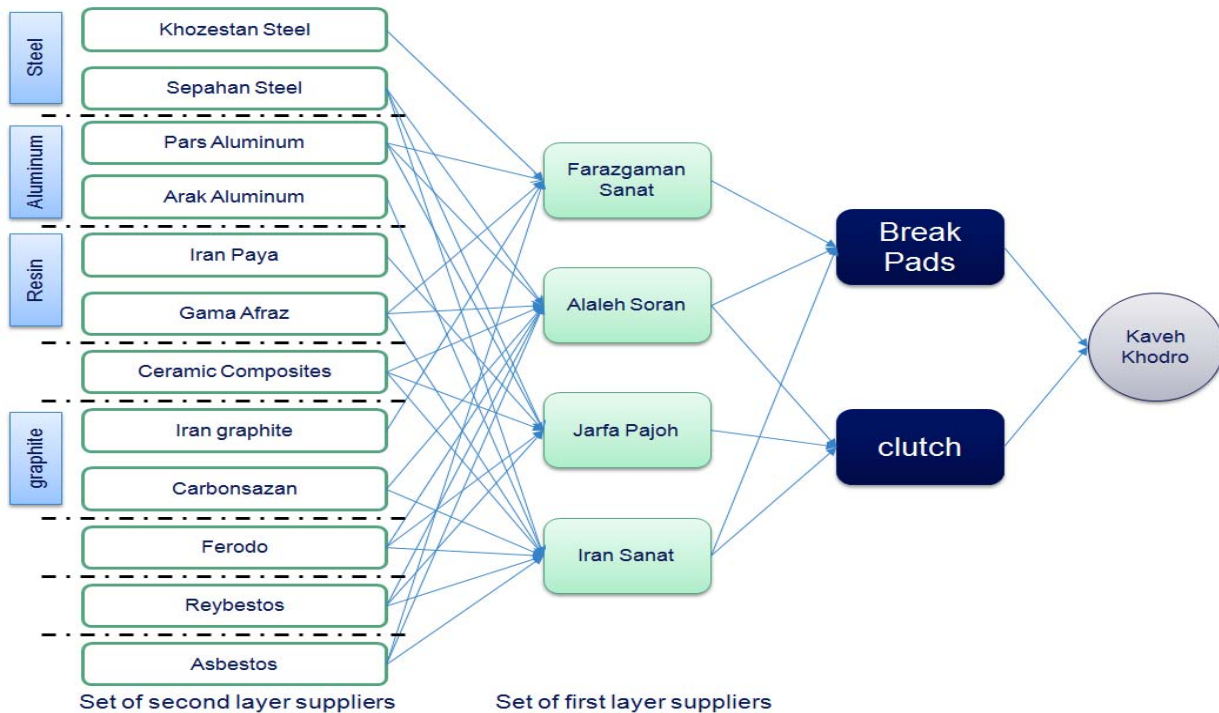 Steel
Khozestan Steel
Sepahan Steel
Aluminum
Pars Aluminum
Arak Aluminum
Resin
Iran Paya
Gama Afraz
Ceramic Composites
graphite
Iran graphite
Carbonsazan
Ferodo
Reybestos
Asbestos
Set of second layer suppliers
Farazgaman
Sanat
Alaleh Soran
Jarfa Pajoh
Iran Sanat
Set of first layer suppliers
Break
Pads
clutch
Kaveh
Khodro